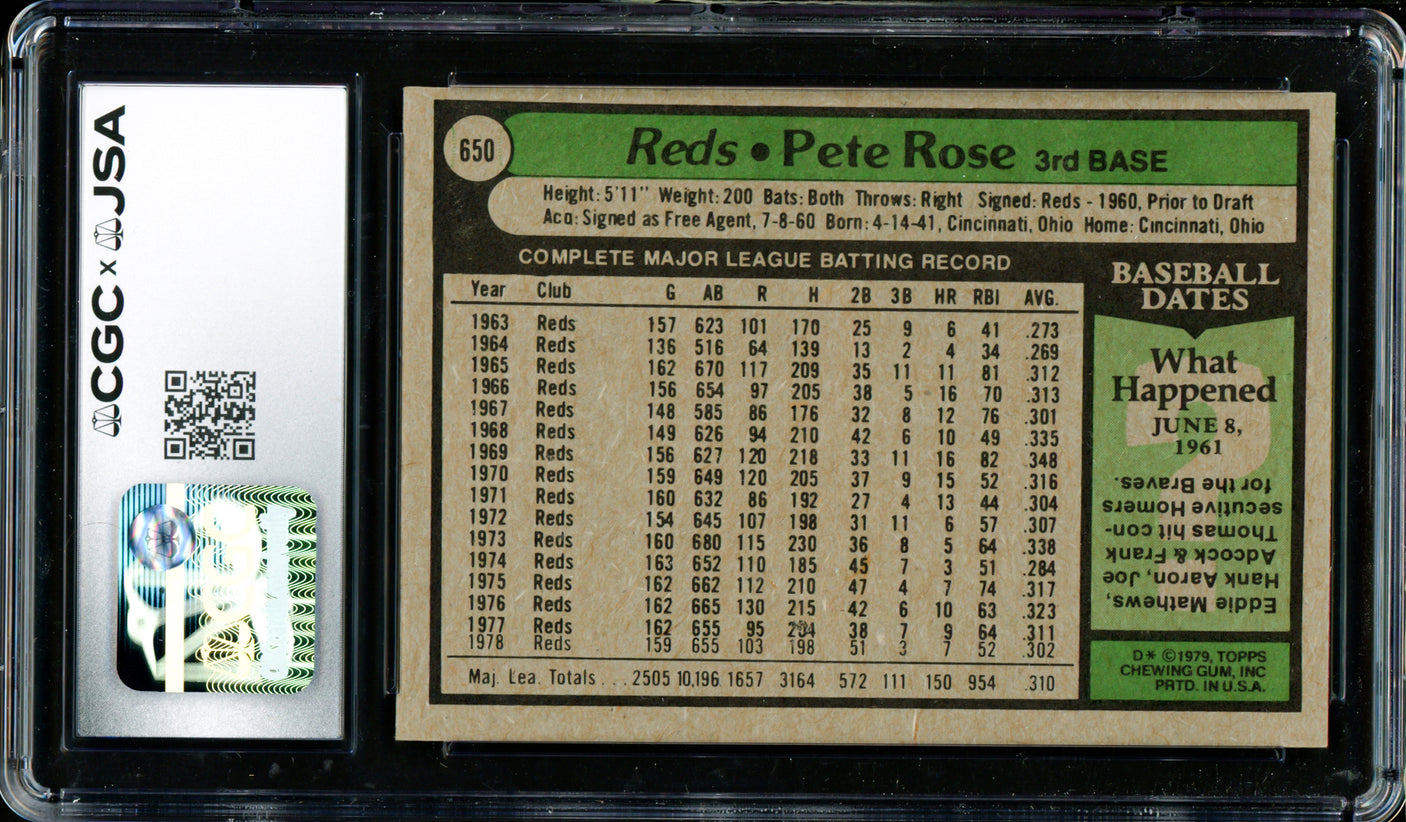 CGC x JSA
650
Reds • Pete Rose 3rd BASE
Height: 5'11" Weight: 200 Bats: Both Throws: Right Signed: Reds - 1960, Prior to Draft
Acq: Signed as Free Agent, 7-8-60 Born: 4-14-41, Cincinnati, Ohio Home: Cincinnati, Ohio
COMPLETE MAJOR LEAGUE BATTING RECORD
Year Club G AB R H 2B 3B HR RBI AVG.
1963 Reds 157 623 101 170 25 9 6 41 .273
1964 Reds 136 516 64 139 13 2 4 34 .269
1965 Reds 162 670 117 209 35 11 11 81 .312
1966 Reds 156 654 97 205 38 5 16 70 .313
1967 Reds 148 585 86 176 32 8 12 76 .301
1968 Reds 149 626 94 210 42 6 10 49 .335
1969 Reds 156 627 120 218 33 11 16 82 .348
1970 Reds 159 649 120 205 37 9 15 52 .316
1971 Reds 160 632 86 192 27 4 13 44 .304
1972 Reds 154 645 107 198 31 11 6 57 .307
1973 Reds 160 680 115 230 36 8 5 64 .338
1974 Reds 163 652 110 185 45 7 3 51 .284
1975 Reds 162 662 112 210 47 4 7 74 .317
1976 Reds 162 665 130 215 42 6 10 63 .323
1977 Reds 162 655 95 204 38 7 9 64 .311
1978 Reds 159 655 103 198 51 3 7 52 .302
Maj. Lea. Totals . . . 2505 10,196 1657 3164 572 111 150 954 .310
BASEBALL
DATES
What
Happened
JUNE 8,
1961
Eddie Mathews,
Hank Aaron, Joe
Adcock & Frank
Thomas hit con-
secutive Homers
for the Braves.
D* ©1979, TOPPS
CHEWING GUM, INC
PRTD. IN U.S.A.